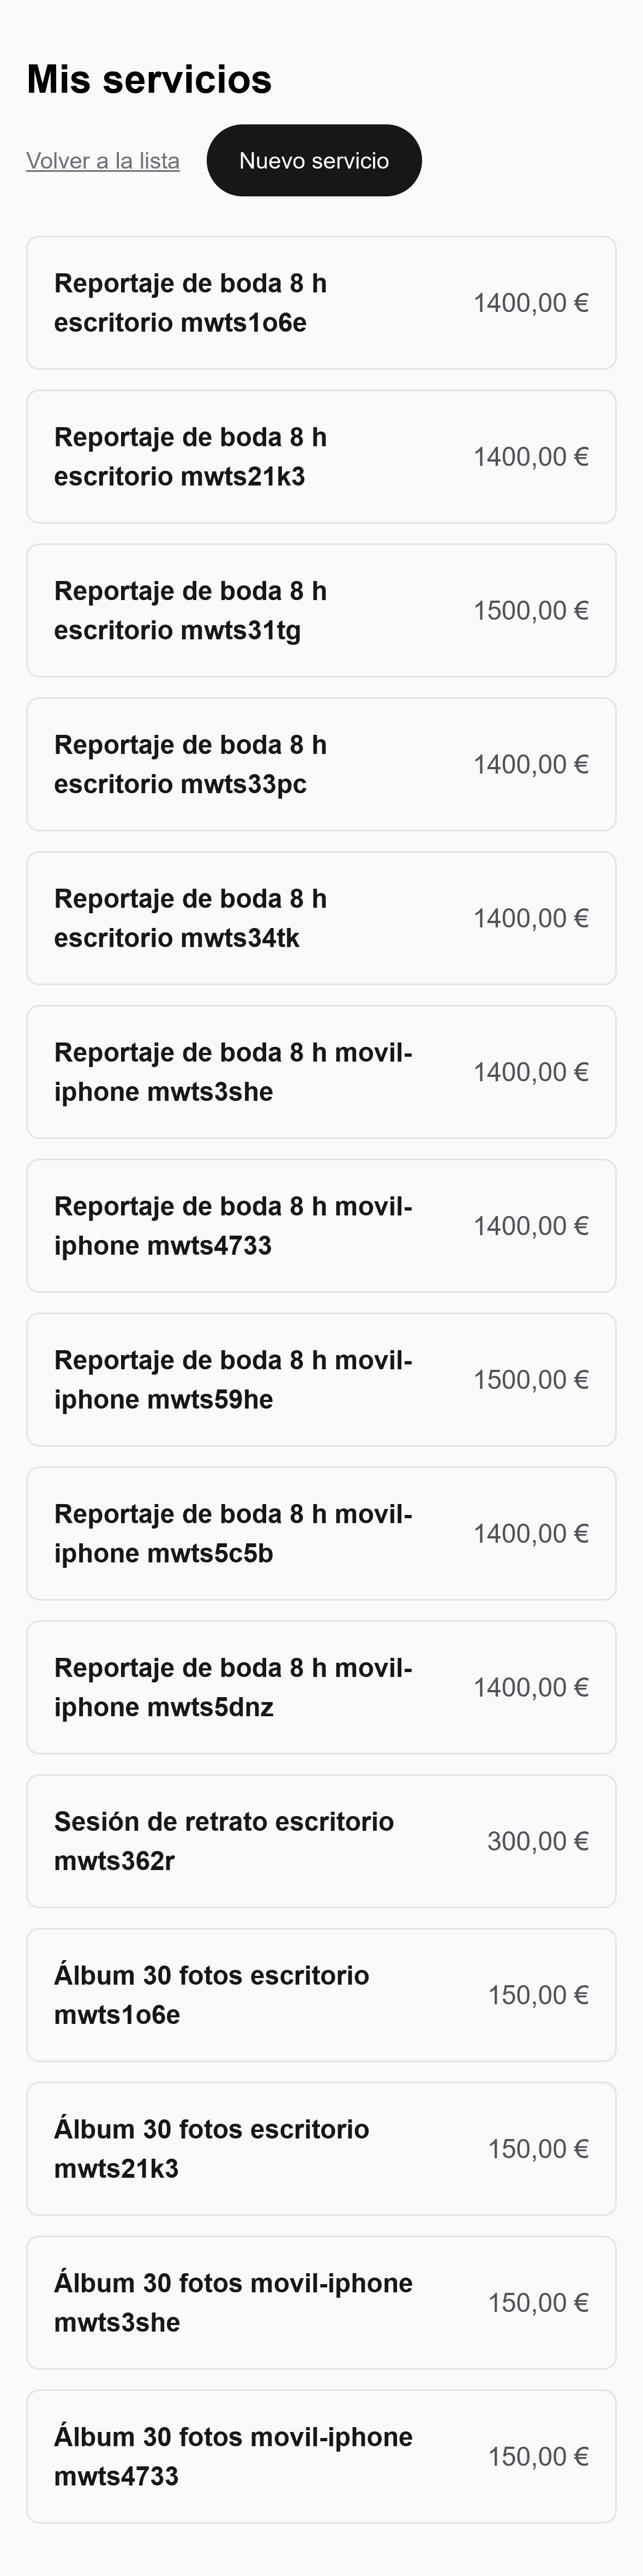 Mis servicios
Volver a la lista
Nuevo servicio
Reportaje de boda 8 h
escritorio mwts1o6e
1400,00 €
Reportaje de boda 8 h
escritorio mwts21k3
1400,00 €
Reportaje de boda 8 h
escritorio mwts31tg
1500,00 €
Reportaje de boda 8 h
escritorio mwts33pc
1400,00 €
Reportaje de boda 8 h
escritorio mwts34tk
1400,00 €
Reportaje de boda 8 h movil-
iphone mwts3she
1400,00 €
Reportaje de boda 8 h movil-
iphone mwts4733
1400,00 €
Reportaje de boda 8 h movil-
iphone mwts59he
1500,00 €
Reportaje de boda 8 h movil-
iphone mwts5c5b
1400,00 €
Reportaje de boda 8 h movil-
iphone mwts5dnz
1400,00 €
Sesión de retrato escritorio
mwts362r
300,00 €
Álbum 30 fotos escritorio
mwts1o6e
150,00 €
Álbum 30 fotos escritorio
mwts21k3
150,00 €
Álbum 30 fotos movil-iphone
mwts3she
150,00 €
Álbum 30 fotos movil-iphone
mwts4733
150,00 €